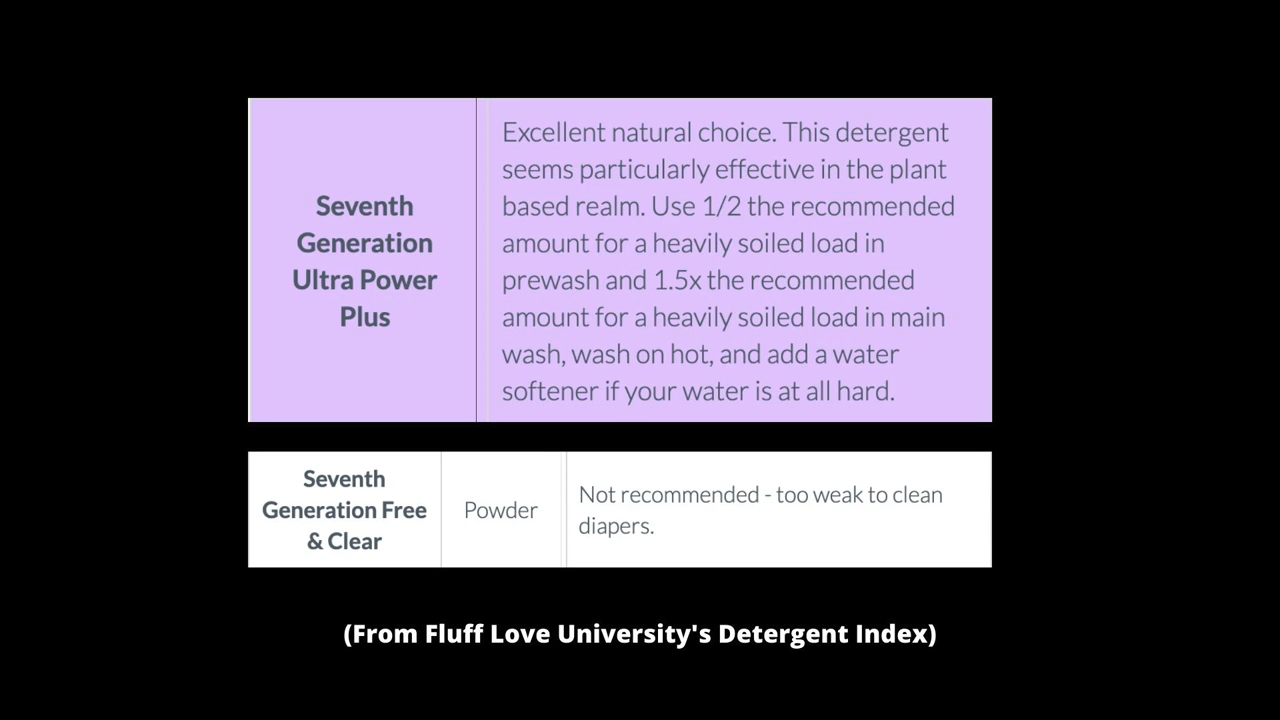 Seventh
Generation
Ultra Power
Plus
Excellent natural choice. This detergent
seems particularly effective in the plant
based realm. Use 1/2 the recommended
amount for a heavily soiled load in
prewash and 1.5x the recommended
amount for a heavily soiled load in main
wash, wash on hot, and add a water
softener if your water is at all hard.
Seventh
Generation Free
& Clear
Powder
Not recommended - too weak to clean
diapers.
(From Fluff Love University's Detergent Index)